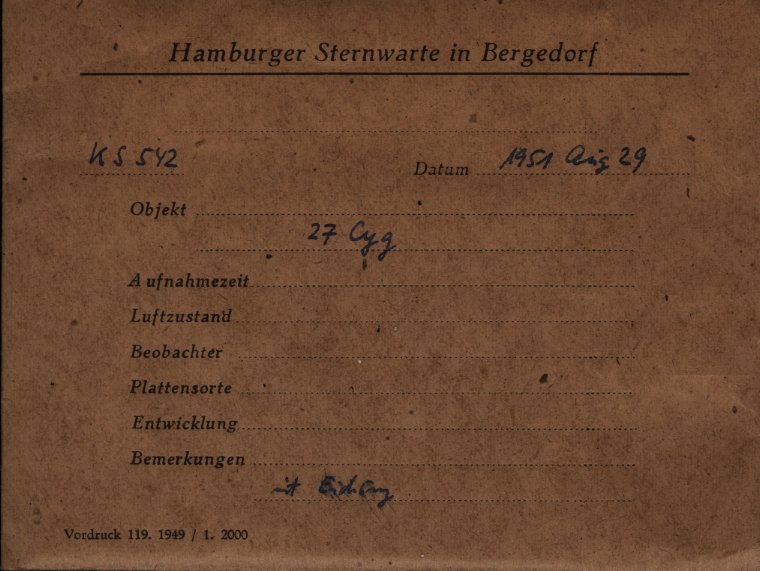 Hamburger Sternwarte in Bergedorf
KS 542 Datum 1951 Aug 29
Objekt
27 Cyg
Aufnahmezeit
Luftzustand
Beobachter
Plattensorte
Entwicklung
Bemerkungen
mit
Vordruck 119. 1949 / 1. 2000